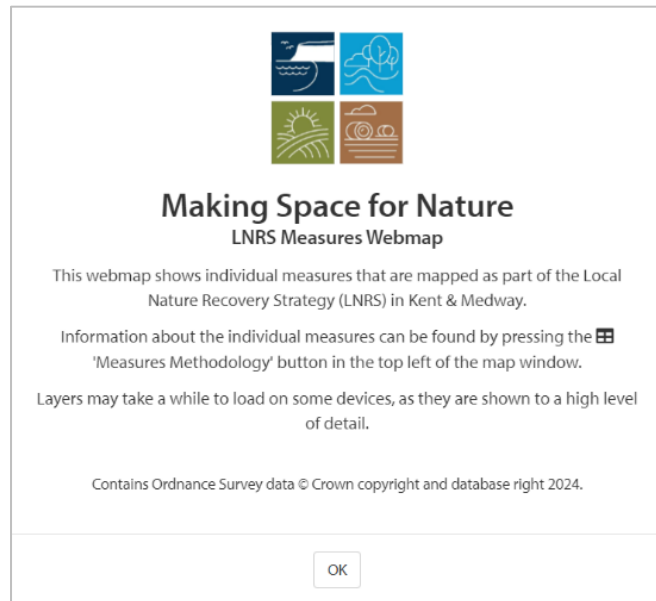 Making Space for Nature
LNRS Measures Webmap
This webmap shows individual measures that are mapped as part of the Local
Nature Recovery Strategy (LNRS) in Kent & Medway.
Information about the individual measures can be found by pressing the
'Measures Methodology' button in the top left of the map window.
Layers may take a while to load on some devices, as they are shown to a high level
of detail.
Contains Ordnance Survey data © Crown copyright and database right 2024.
OK